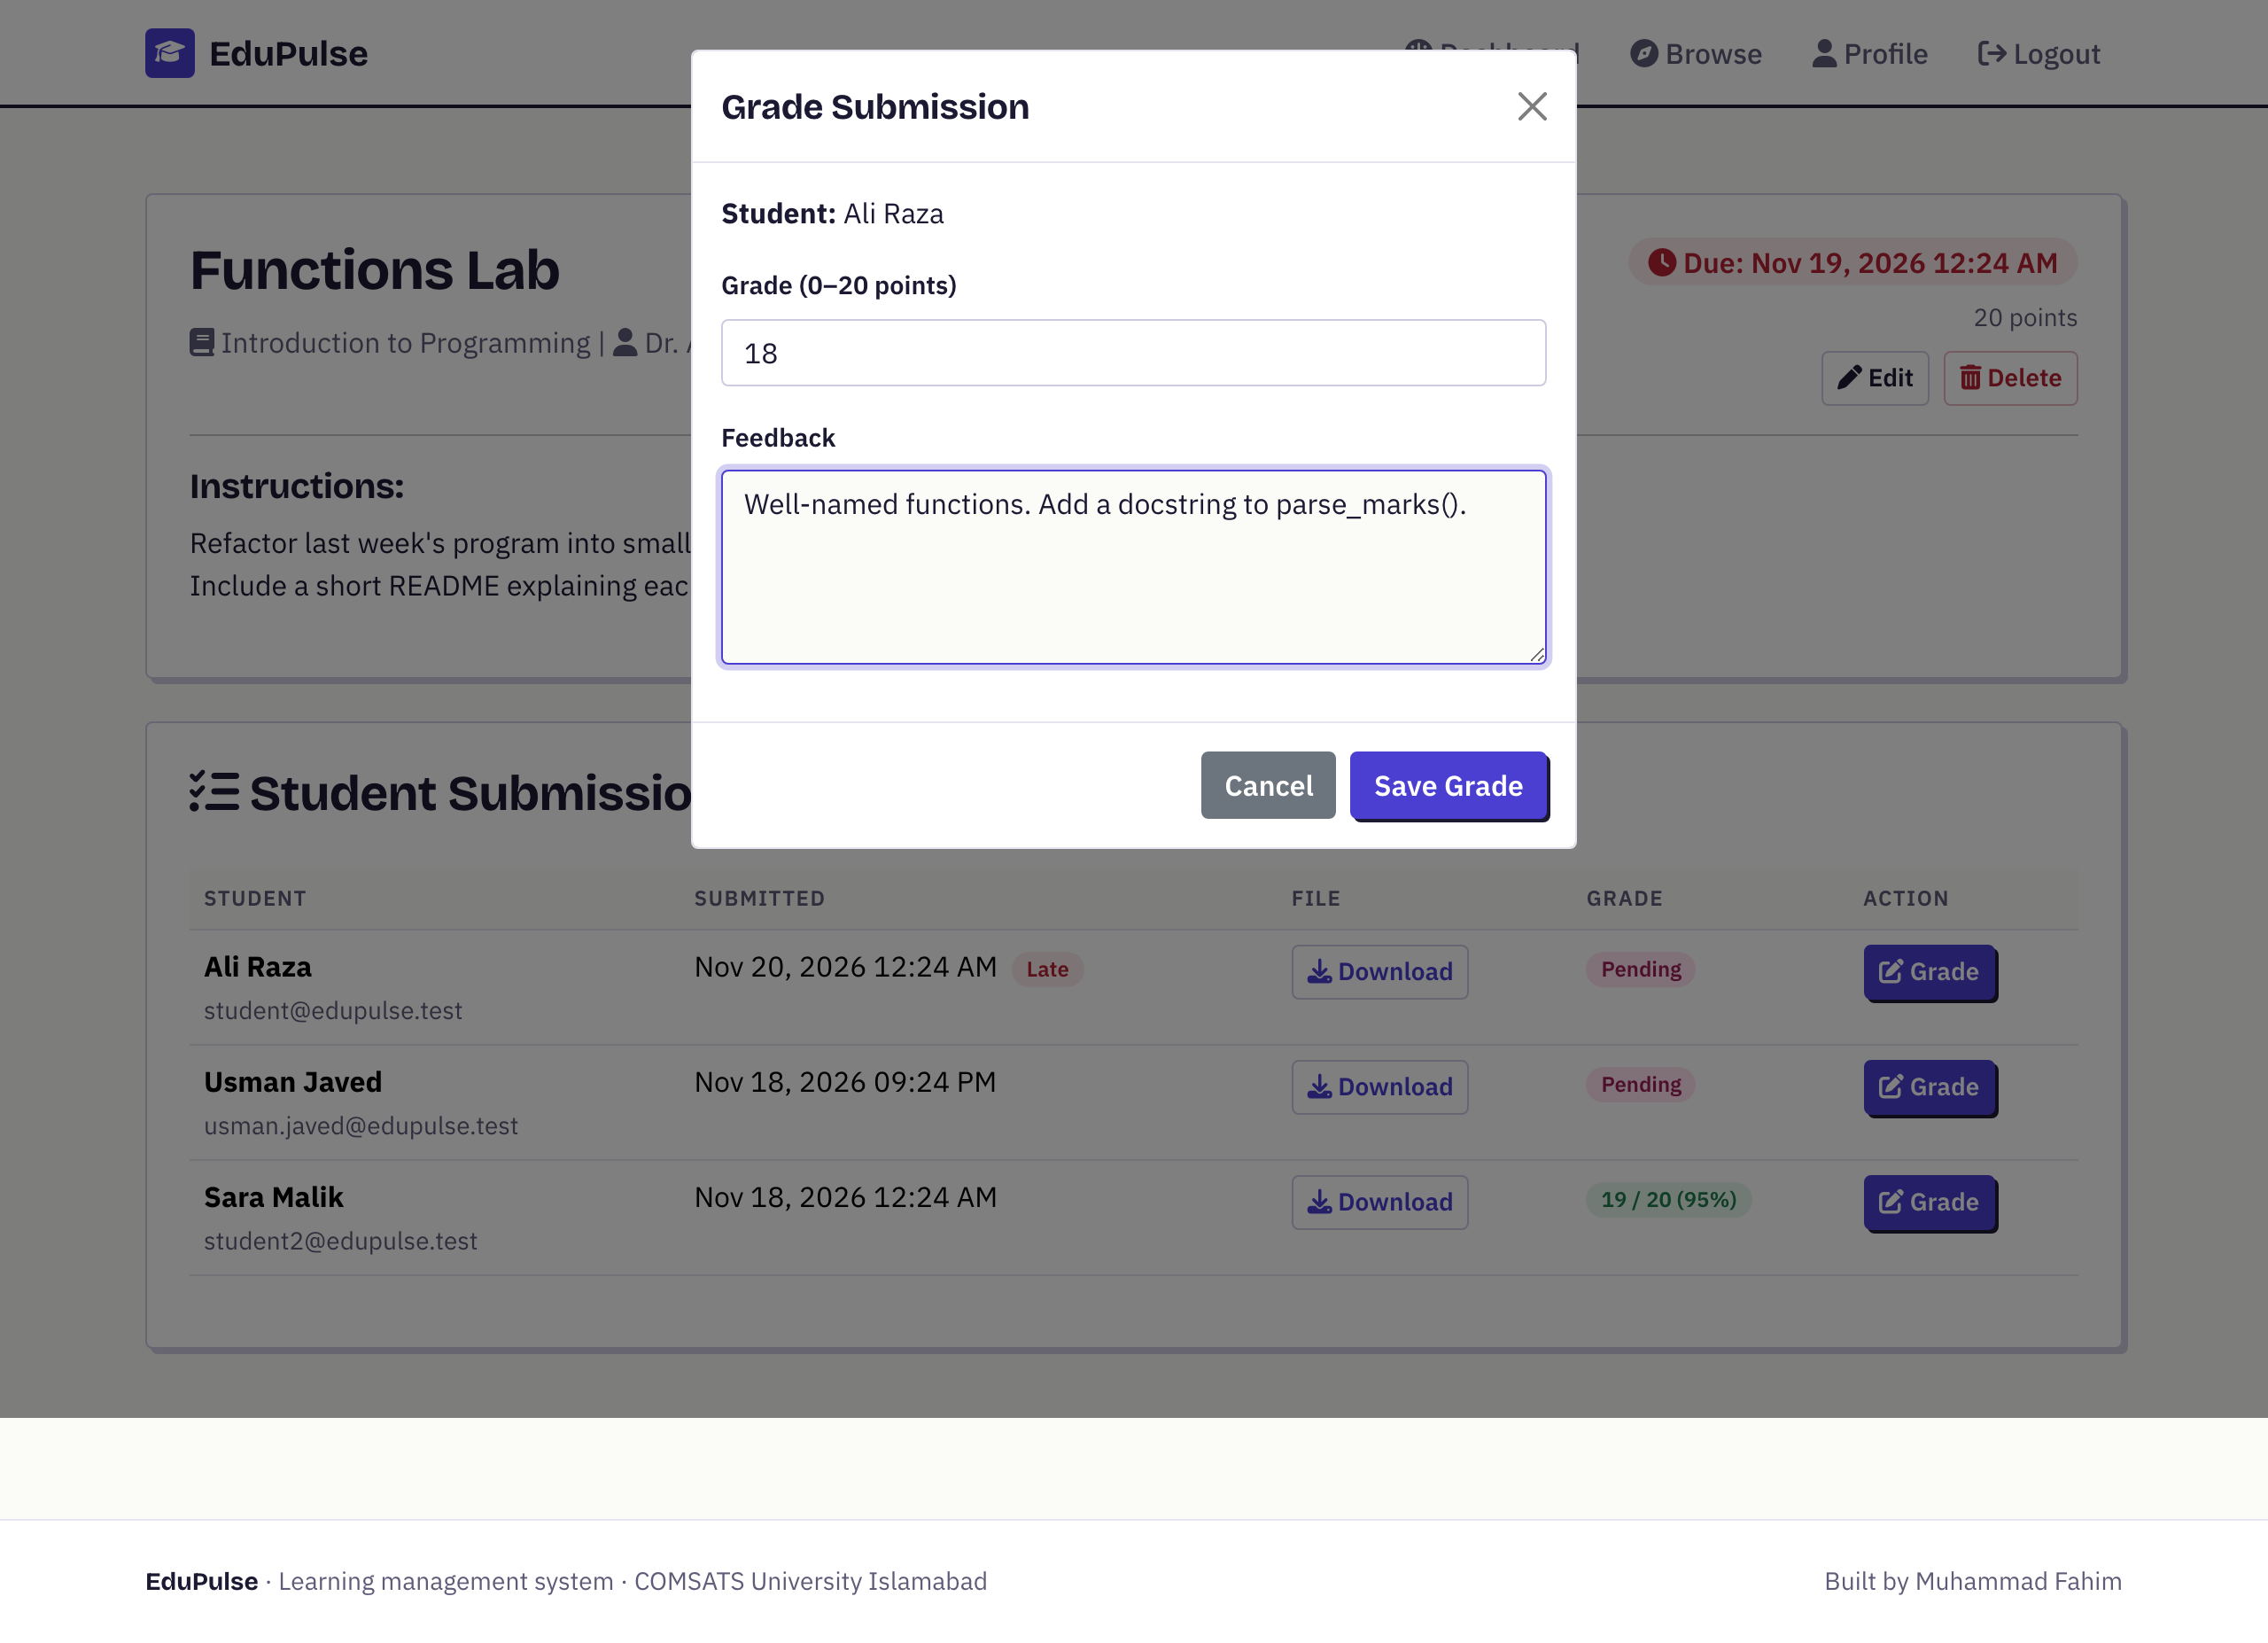 EduPulse
Browse
Profile
Logout
Grade Submission
Student: Ali Raza
Grade (0–20 points)
18
Feedback
Well-named functions. Add a docstring to parse_marks().
Cancel
Save Grade
Functions Lab
Introduction to Programming | Dr.
Due: Nov 19, 2026 12:24 AM
20 points
Edit
Delete
Instructions:
Refactor last week's program into small
Include a short README explaining
Student
STUDENT SUBMITTED FILE GRADE ACTION
Ali Raza Nov 20, 2026 12:24 AM Late Download Pending Grade
student@edupulse.test
Usman Javed Nov 18, 2026 09:24 PM Download Pending Grade
usman.javed@edupulse.test
Sara Malik Nov 18, 2026 12:24 AM Download 19 / 20 (95%) Grade
student2@edupulse.test
EduPulse · Learning management system · COMSATS University Islamabad
Built by Muhammad Fahim